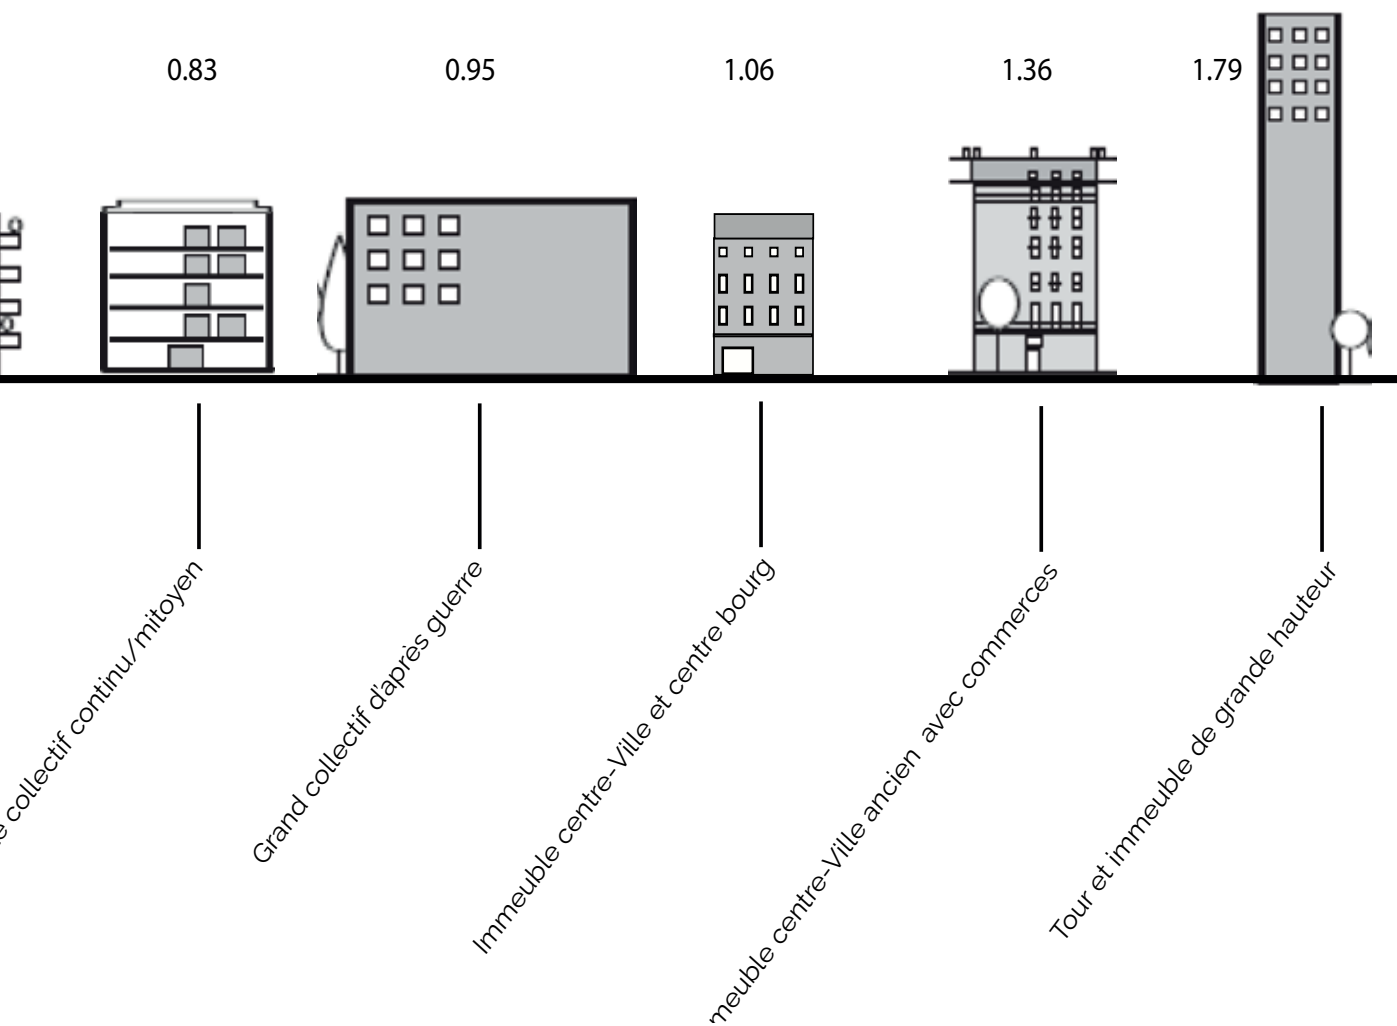 0.83
0.95
1.06
1.36
1.79
collectif continu/mitoyen
Grand collectif d'après guerre
Immeuble centre-Ville et centre bourg
centre-Ville ancien avec commerces
Tour et immeuble de grande hauteur